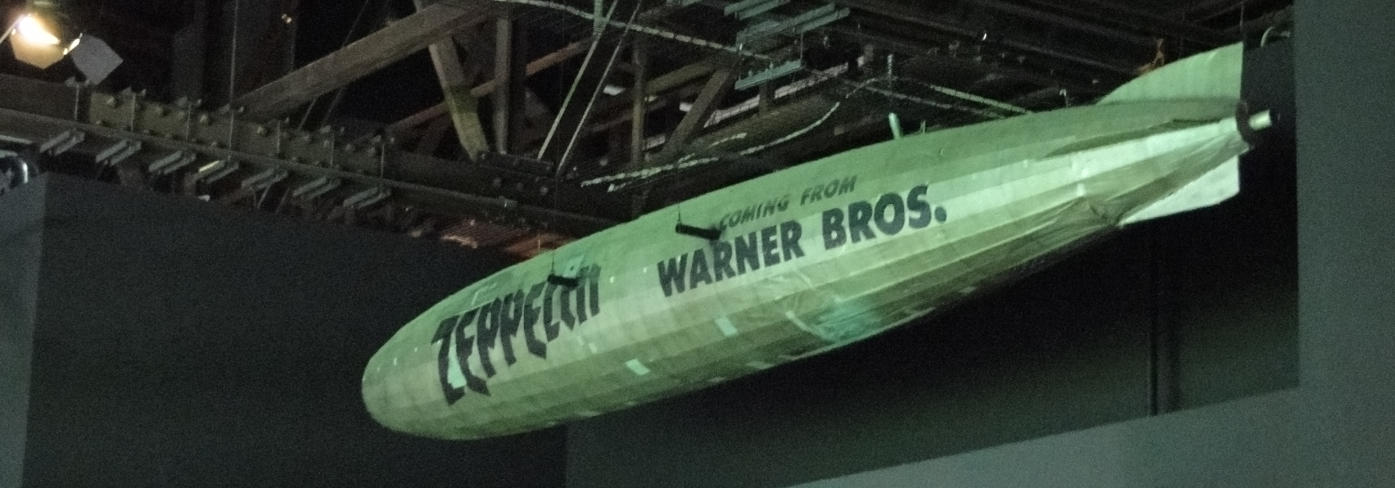 ZEPPELIN
COMING FROM
WARNER BROS.